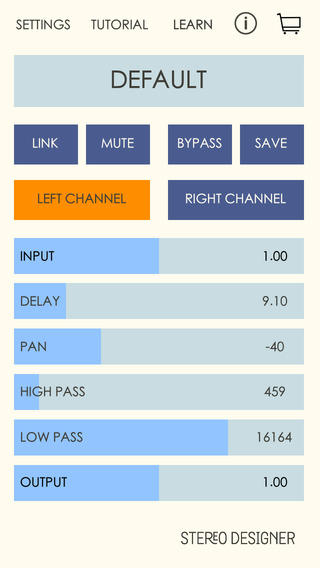 SETTINGS TUTORIAL LEARN
DEFAULT
LINK MUTE BYPASS SAVE
LEFT CHANNEL RIGHT CHANNEL
INPUT 1.00
DELAY 9.10
PAN -40
HIGH PASS 459
LOW PASS 16164
OUTPUT 1.00
STEREO DESIGNER